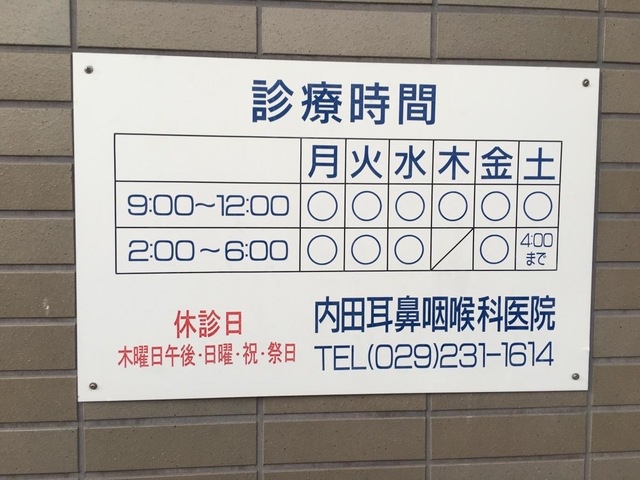 診療時間
月 火 水 木 金 土
9:00～12:00 ○ ○ ○ ○ ○ ○
2:00～6:00 ○ ○ ○ ／ ○ 4:00まで
休診日
木曜日午後・日曜・祝・祭日
内田耳鼻咽喉科医院
TEL(029)231-1614